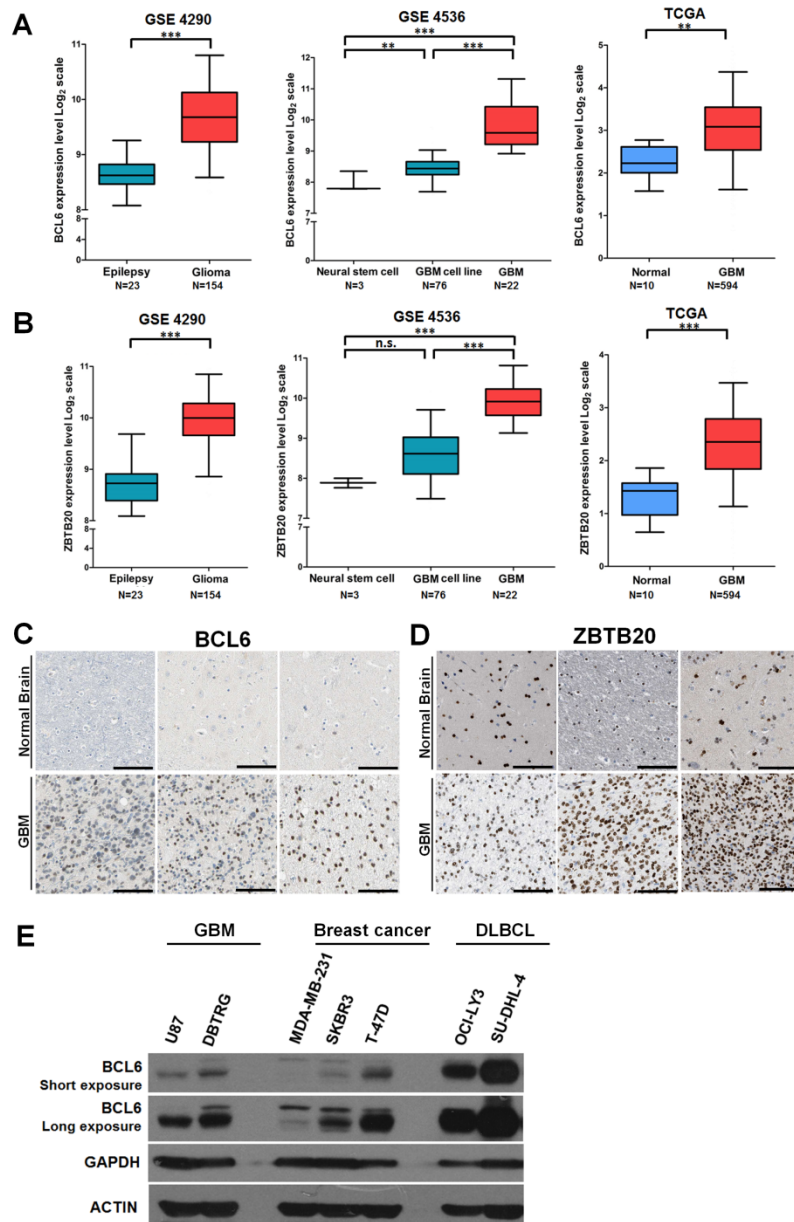 A
GSE 4290
***
BCL6 expression level Log2 scale
11
10
9
8
8
6
4
2
0
Epilepsy
N=23
Glioma
N=154
GSE 4536
***
**
***
BCL6 expression level Log2 scale
12
11
10
9
8
7
7
0
Neural stem cell
N=3
GBM cell line
N=76
GBM
N=22
TCGA
**
BCL6 expression level Log2 scale
5
4
3
2
1
0
Normal
N=10
GBM
N=594
B
GSE 4290
***
ZBTB20 expression level Log2 scale
11
10
9
8
8
6
4
2
0
Epilepsy
N=23
Glioma
N=154
GSE 4536
***
n.s.
***
ZBTB20 expression level Log2 scale
11
10
9
8
7
7
0
Neural stem cell
N=3
GBM cell line
N=76
GBM
N=22
TCGA
***
ZBTB20 expression level Log2 scale
4
3
2
1
0
Normal
N=10
GBM
N=594
C
BCL6
Normal Brain
GBM
D
ZBTB20
Normal Brain
GBM
E
GBM
Breast cancer
DLBCL
U87
DBTRG
MDA-MB-231
SKBR3
T-47D
OCI-LY3
SU-DHL-4
BCL6
Short exposure
BCL6
Long exposure
GAPDH
ACTIN